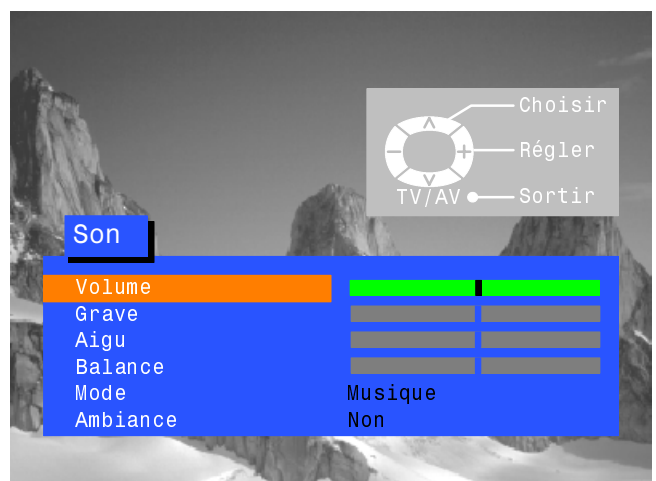 Choisir
Régler
TV/AV Sortir
Son
Volume
Grave
Aigu
Balance
Mode Musique
Ambiance Non